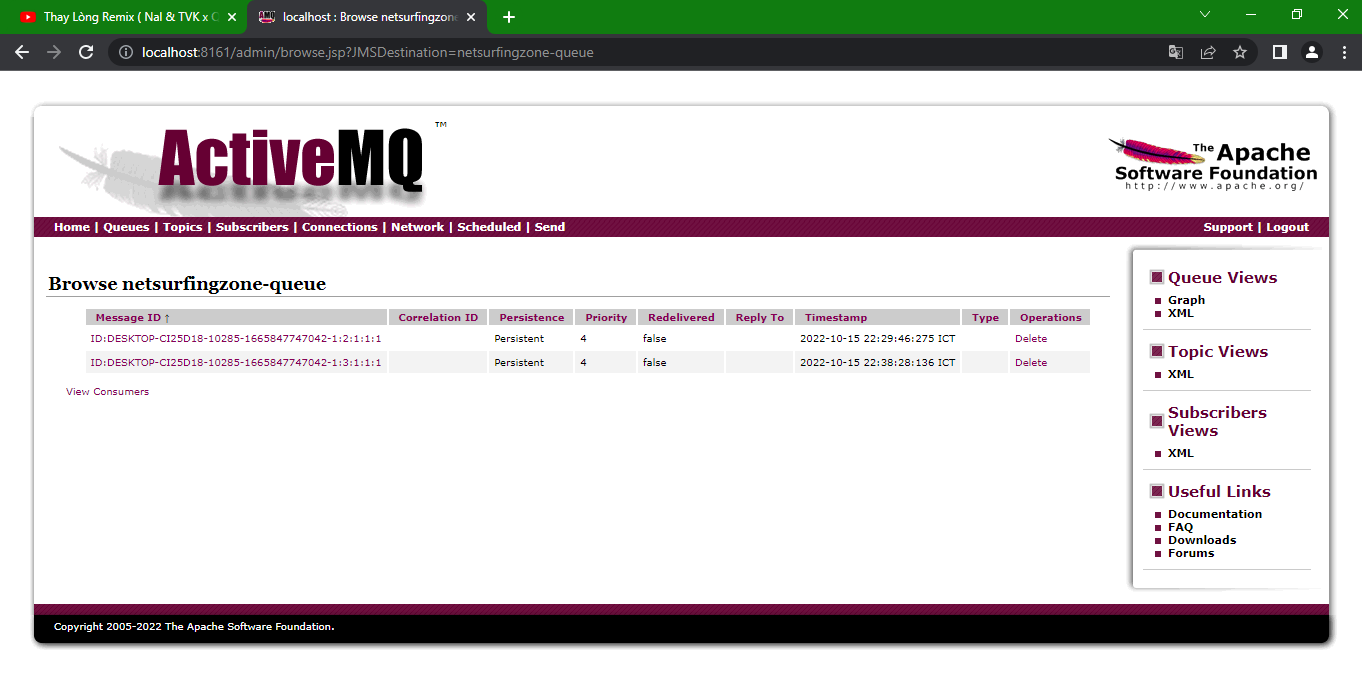 Thay Lòng Remix ( Nal & TVK x
localhost : Browse netsurfingzone
localhost:8161/admin/browse.jsp?JMSDestination=netsurfingzone-queue
ActiveMQ ™
The Apache
Software Foundation
http://www.apache.org/
Home | Queues | Topics | Subscribers | Connections | Network | Scheduled | Send
Support | Logout
Browse netsurfingzone-queue
Message ID ↑ Correlation ID Persistence Priority Redelivered Reply To Timestamp Type Operations
ID:DESKTOP-CI25D18-10285-1665847747042-1:2:1:1:1 Persistent 4 false 2022-10-15 22:29:46:275 ICT Delete
ID:DESKTOP-CI25D18-10285-1665847747042-1:3:1:1:1 Persistent 4 false 2022-10-15 22:38:28:136 ICT Delete
View Consumers
Queue Views
Graph
XML
Topic Views
XML
Subscribers
Views
XML
Useful Links
Documentation
FAQ
Downloads
Forums
Copyright 2005-2022 The Apache Software Foundation.